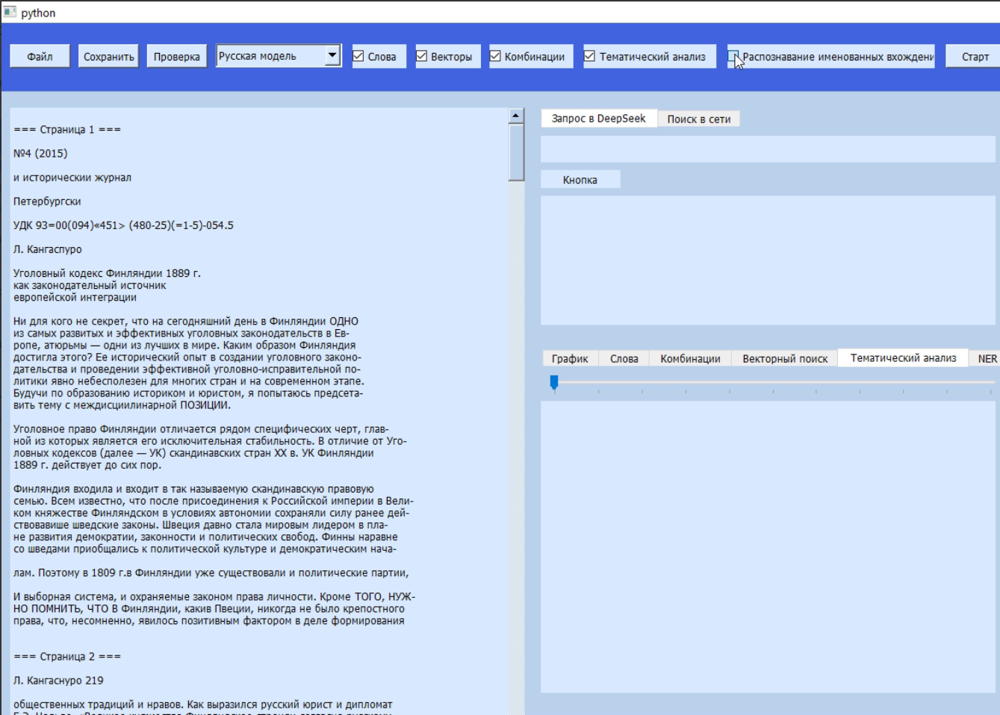 python
Файл Сохранить Проверка Русская модель Слова Векторы Комбинации Тематический анализ Распознавание именованных вхождени Старт
=== Страница 1 ===
№4 (2015)
и историческии журнал
Петербургски
УДК 93=00(094)«451> (480-25)(=1-5)-054.5
Л. Кангаспуро
Уголовный кодекс Финляндии 1889 г.
как законодательный источник
европейской интеграции
Ни для кого не секрет, что на сегодняшний день в Финляндии ОДНО
из самых развитых и эффективных уголовных законодательств в Ев-
ропе, атюрьмы — одни из лучших в мире. Каким образом Финляндия
достигла этого? Ее исторический опыт в создании уголовного законо-
дательства и проведении эффективной уголовно-исправительной по-
литики явно небесполезен для многих стран и на современном этапе.
Будучи по образованию историком и юристом, я попытаюсь предсета-
вить тему с междисциилинарной ПОЗИЦИИ.
Уголовное право Финляндии отличается рядом специфических черт, глав-
ной из которых является его исключительная стабильность. В отличие от Уго-
ловных кодексов (далее — УК) скандинавских стран ХХ в. УК Финляндии
1889 г. действует до сих пор.
Финляндия входила и входит в так называемую скандинавскую правовую
семью. Всем известно, что после присоединения к Российской империи в Вели-
ком княжестве Финляндском в условиях автономии сохраняли силу ранее дей-
ствовавише шведские законы. Швеция давно стала мировым лидером в пла-
не развития демократии, законности и политических свобод. Финны наравне
со шведами приобщались к политической культуре и демократическим нача-
лам. Поэтому в 1809 г.в Финляндии уже существовали и политические партии,
И выборная система, и охраняемые законом права личности. Кроме ТОГО, НУЖ-
НО ПОМНИТЬ, ЧТО В Финляндии, какив Пвеции, никогда не было крепостного
права, что, несомненно, явилось позитивным фактором в деле формирования
=== Страница 2 ===
Л. Кангаснуро 219
общественных традиций и нравов. Как выразился русский юрист и дипломат
Запрос в DeepSeek Поиск в сети
Кнопка
График Слова Комбинации Векторный поиск Тематический анализ NER